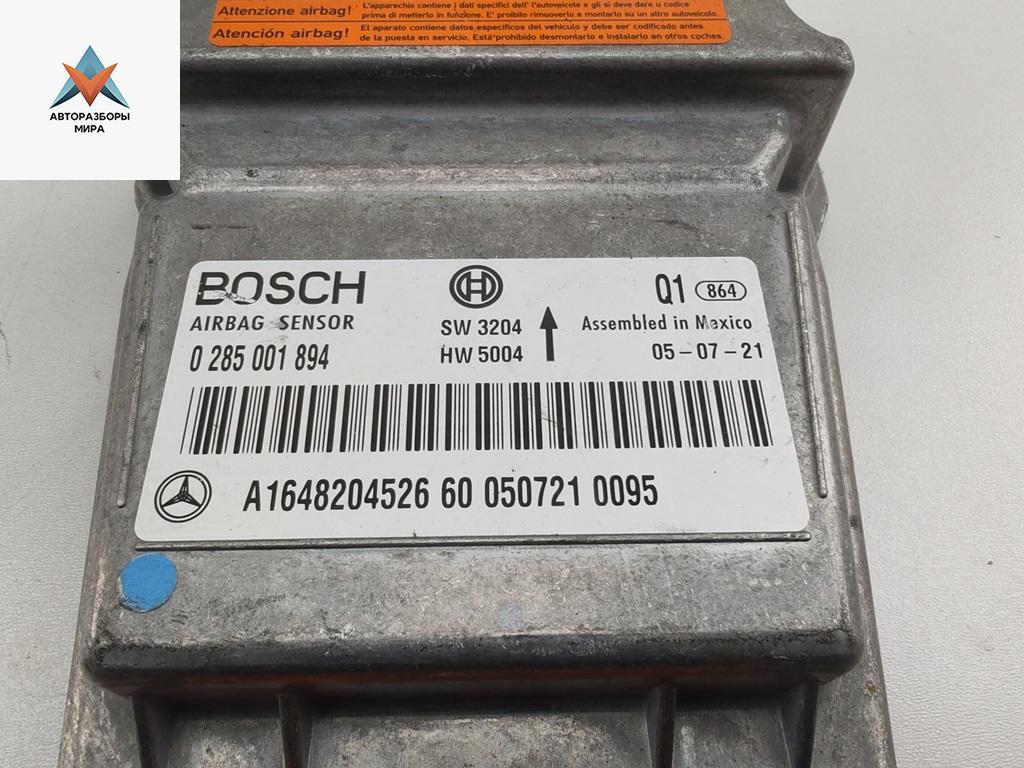 Attenzione airbag! L'apparecchio contiene i dati specifici dell' l'autoveicole e gli si deve dare u codice
prima di metterlo in funzione. E' proibito rimuoverlo e montarlo su un altro autoveicolo.
Atención airbag! El aparato contiene datos específicos del vehículo y debe ser codificado antes
de la puesta en servicio. Está prohibido desmontarlo e instalarlo en otros coches.
АВТОРАЗБОРЫ
МИРА
BOSCH
AIRBAG SENSOR
0 285 001 894
SW 3204
HW 5004
Q1 864
Assembled in Mexico
05-07-21
A1648204526 60 050721 0095